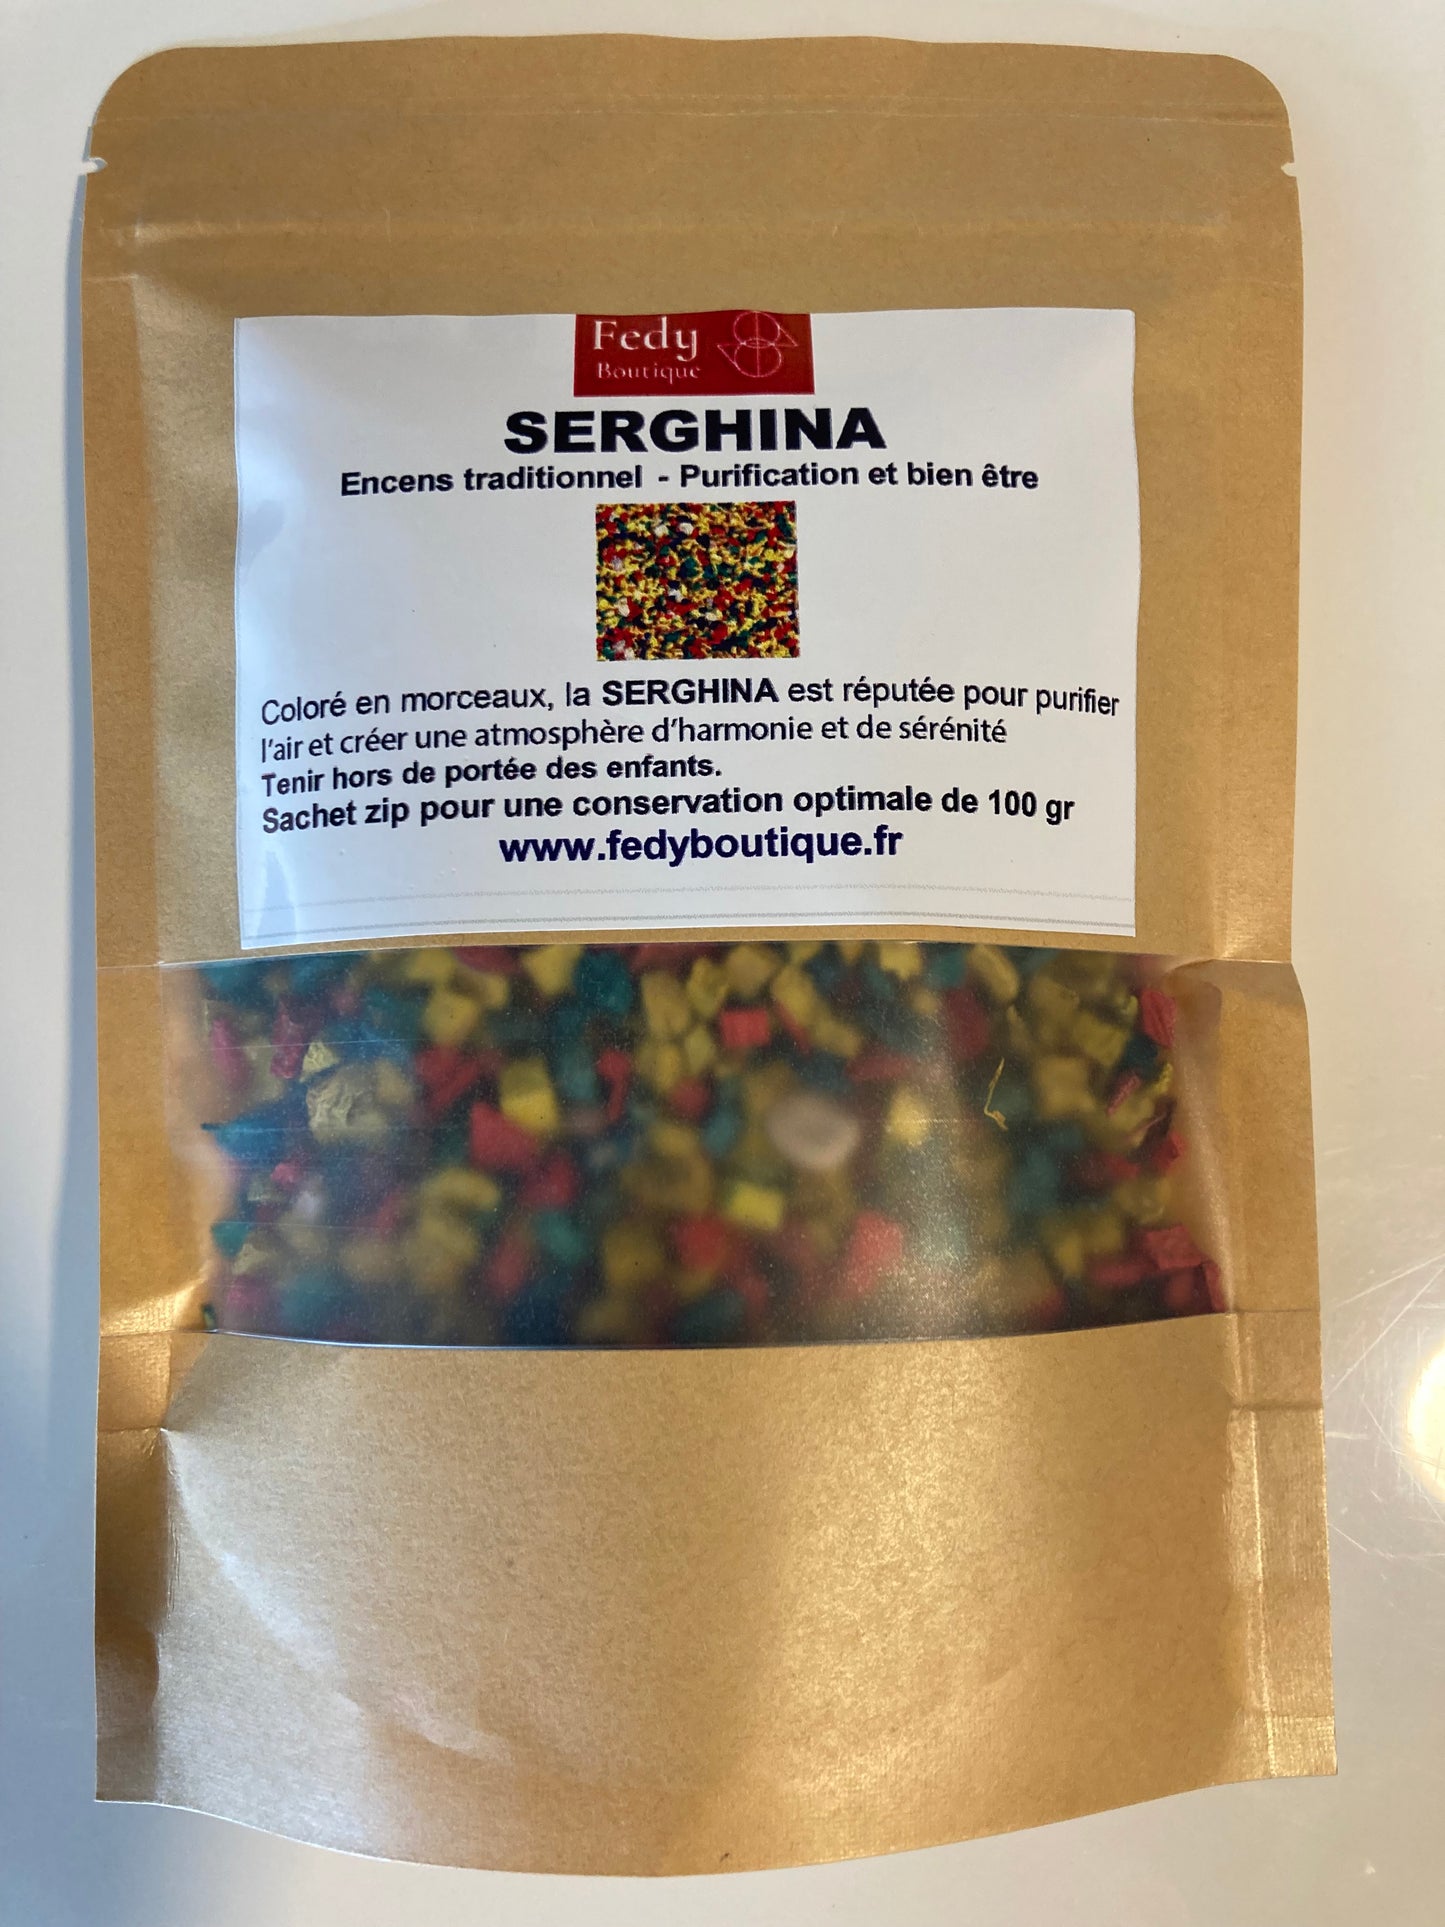 Fedy
Boutique
SERGHINA
Encens traditionnel - Purification et bien être
Coloré en morceaux, la SERGHINA est réputée pour purifier
l'air et créer une atmosphère d'harmonie et de sérénité
Tenir hors de portée des enfants.
Sachet zip pour une conservation optimale de 100 gr
www.fedyboutique.fr